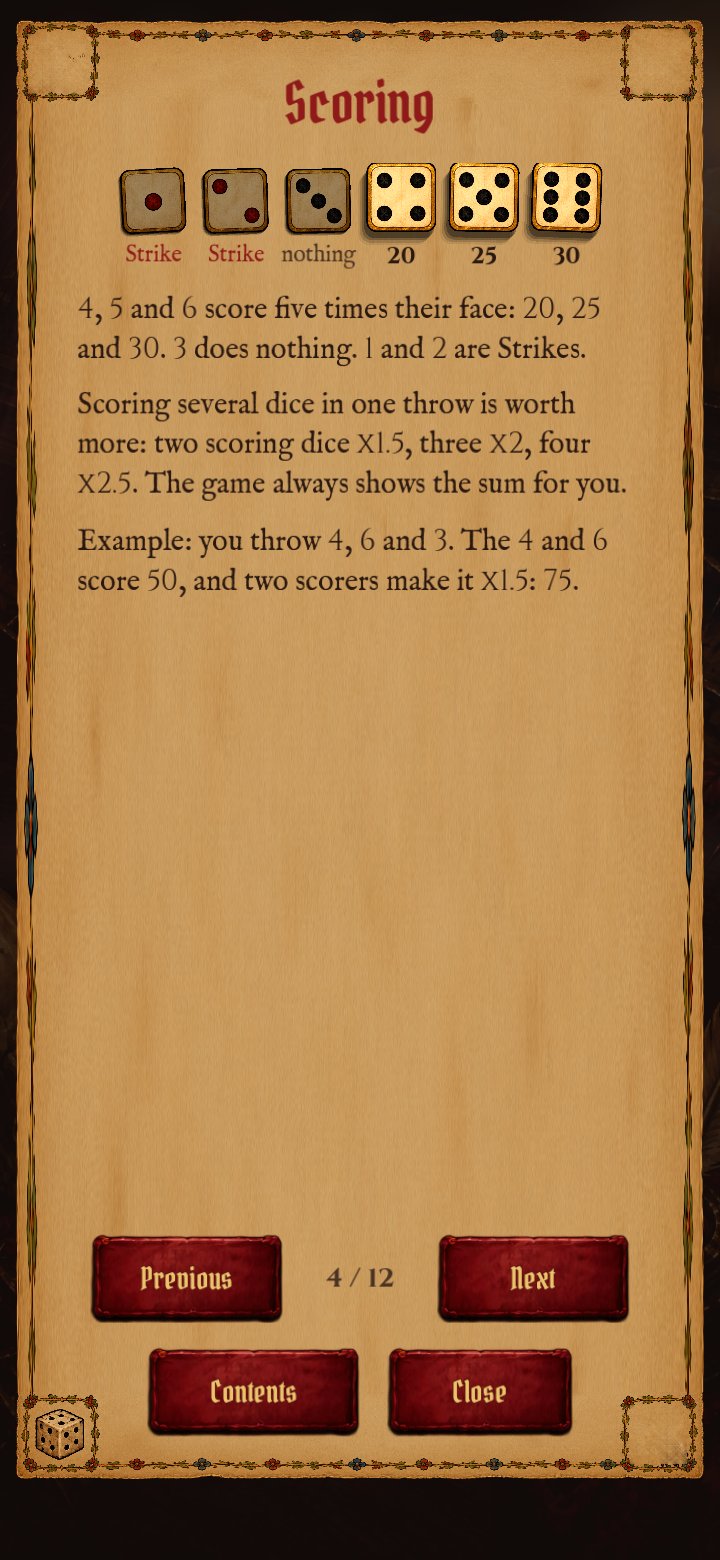 Scoring
Strike Strike nothing 20 25 30
4, 5 and 6 score five times their face: 20, 25
and 30. 3 does nothing. 1 and 2 are Strikes.
Scoring several dice in one throw is worth
more: two scoring dice X1.5, three X2, four
X2.5. The game always shows the sum for you.
Example: you throw 4, 6 and 3. The 4 and 6
score 50, and two scorers make it X1.5: 75.
Previous 4 / 12 Next
Contents Close